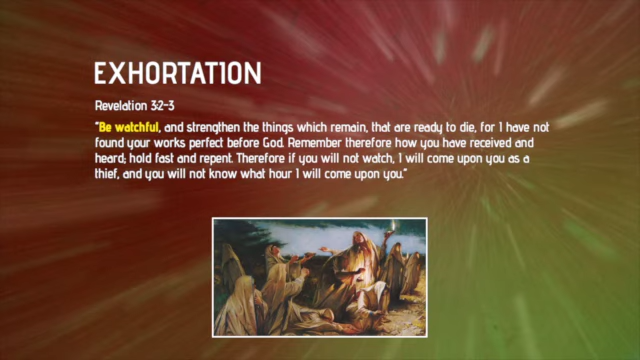 EXHORTATION
Revelation 3:2-3
"Be watchful, and strengthen the things which remain, that are ready to die, for I have not
found your works perfect before God. Remember therefore how you have received and
heard; hold fast and repent. Therefore if you will not watch, I will come upon you as a
thief, and you will not know what hour I will come upon you."